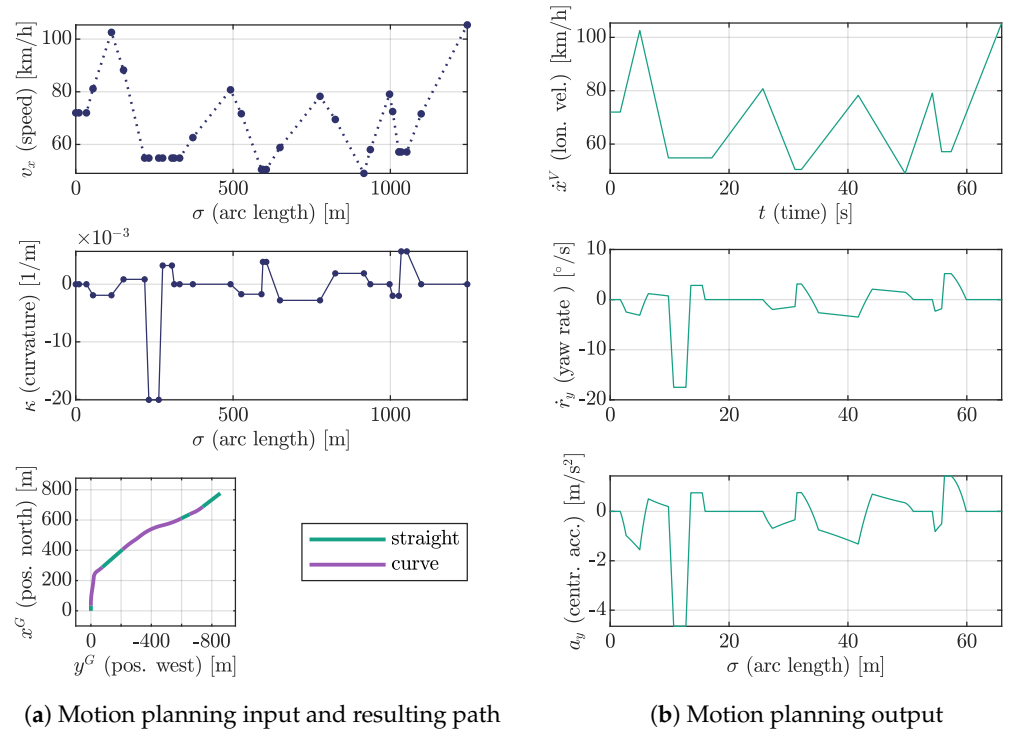 100
80
60
0
500
1000
v_x (speed) [km/h]
σ (arc length) [m]
×10⁻³
0
-10
-20
0
500
1000
κ (curvature) [1/m]
σ (arc length) [m]
800
600
400
200
0
0
-400
-800
x^G (pos. north) [m]
y^G (pos. west) [m]
straight
curve
(a) Motion planning input and resulting path
100
80
60
0
20
40
60
ẋ^V (lon. vel.) [km/h]
t (time) [s]
10
0
-10
-20
0
20
40
60
ṙ_y (yaw rate ) [°/s]
0
-2
-4
0
20
40
60
a_y (centr. acc.) [m/s²]
σ (arc length) [m]
(b) Motion planning output